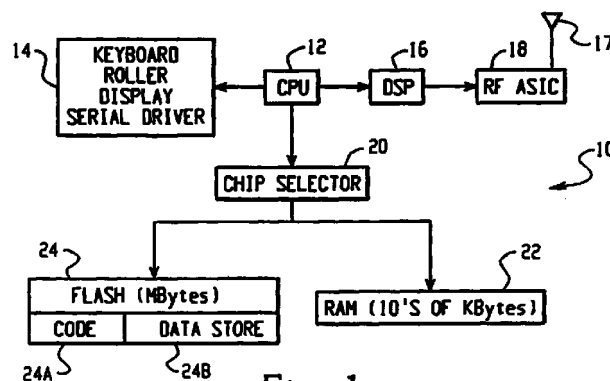 12
16
18
17
14
KEYBOARD
ROLLER
DISPLAY
SERIAL DRIVER
CPU
DSP
RF ASIC
10
20
CHIP SELECTOR
24
22
FLASH (MBytes)
RAM (10'S OF KBytes)
CODE
DATA STORE
24A
24B